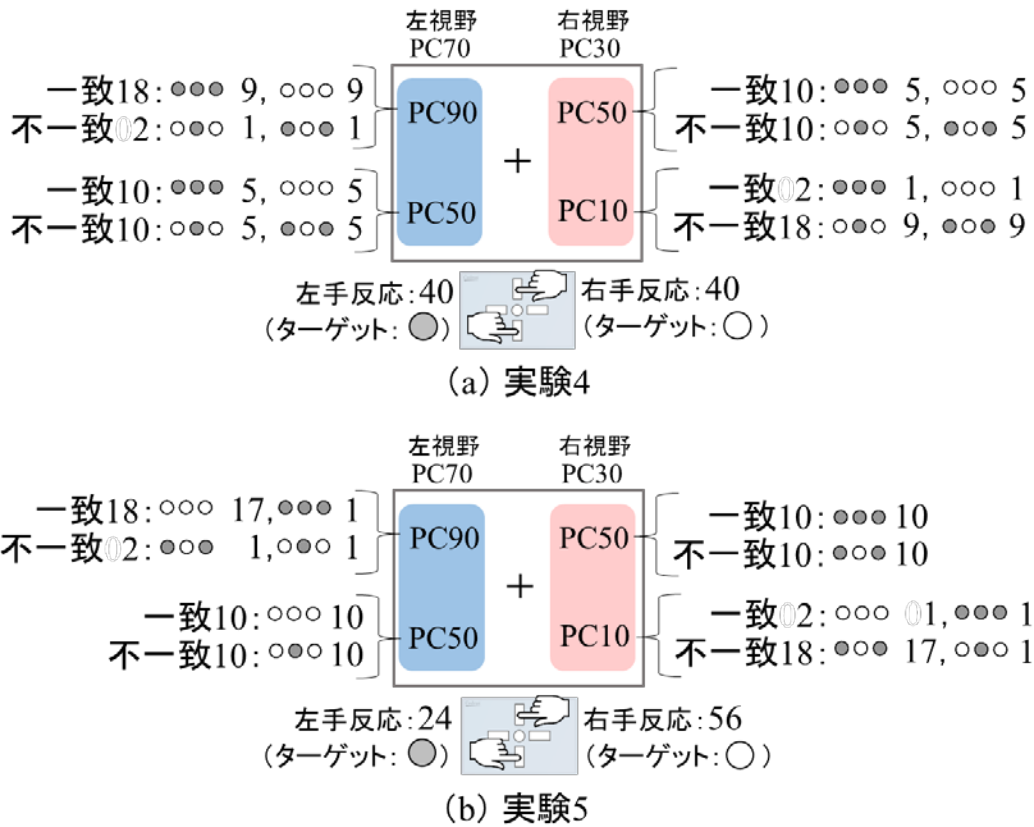 左視野 右視野
PC70 PC30
一致18:●●● 9, ○○○ 9
不一致02:○●○ 1, ●○● 1
一致10:●●● 5, ○○○ 5
不一致10:○●○ 5, ●○● 5
PC90 PC50
+
PC50 PC10
一致10:●●● 5, ○○○ 5
不一致10:○●○ 5, ●○● 5
一致02:●●● 1, ○○○ 1
不一致18:○●○ 9, ●○● 9
左手反応:40 右手反応:40
(ターゲット:●) (ターゲット:○)
(a) 実験4
左視野 右視野
PC70 PC30
一致18:○○○ 17,●●● 1
不一致02:●○● 1,○●○ 1
一致10:○○○ 10
不一致10:○●○ 10
PC90 PC50
+
PC50 PC10
一致10:●●● 10
不一致10:●○● 10
一致02:○○○ 01,●●● 1
不一致18:●○● 17,○●○ 1
左手反応:24 右手反応:56
(ターゲット:●) (ターゲット:○)
(b) 実験5